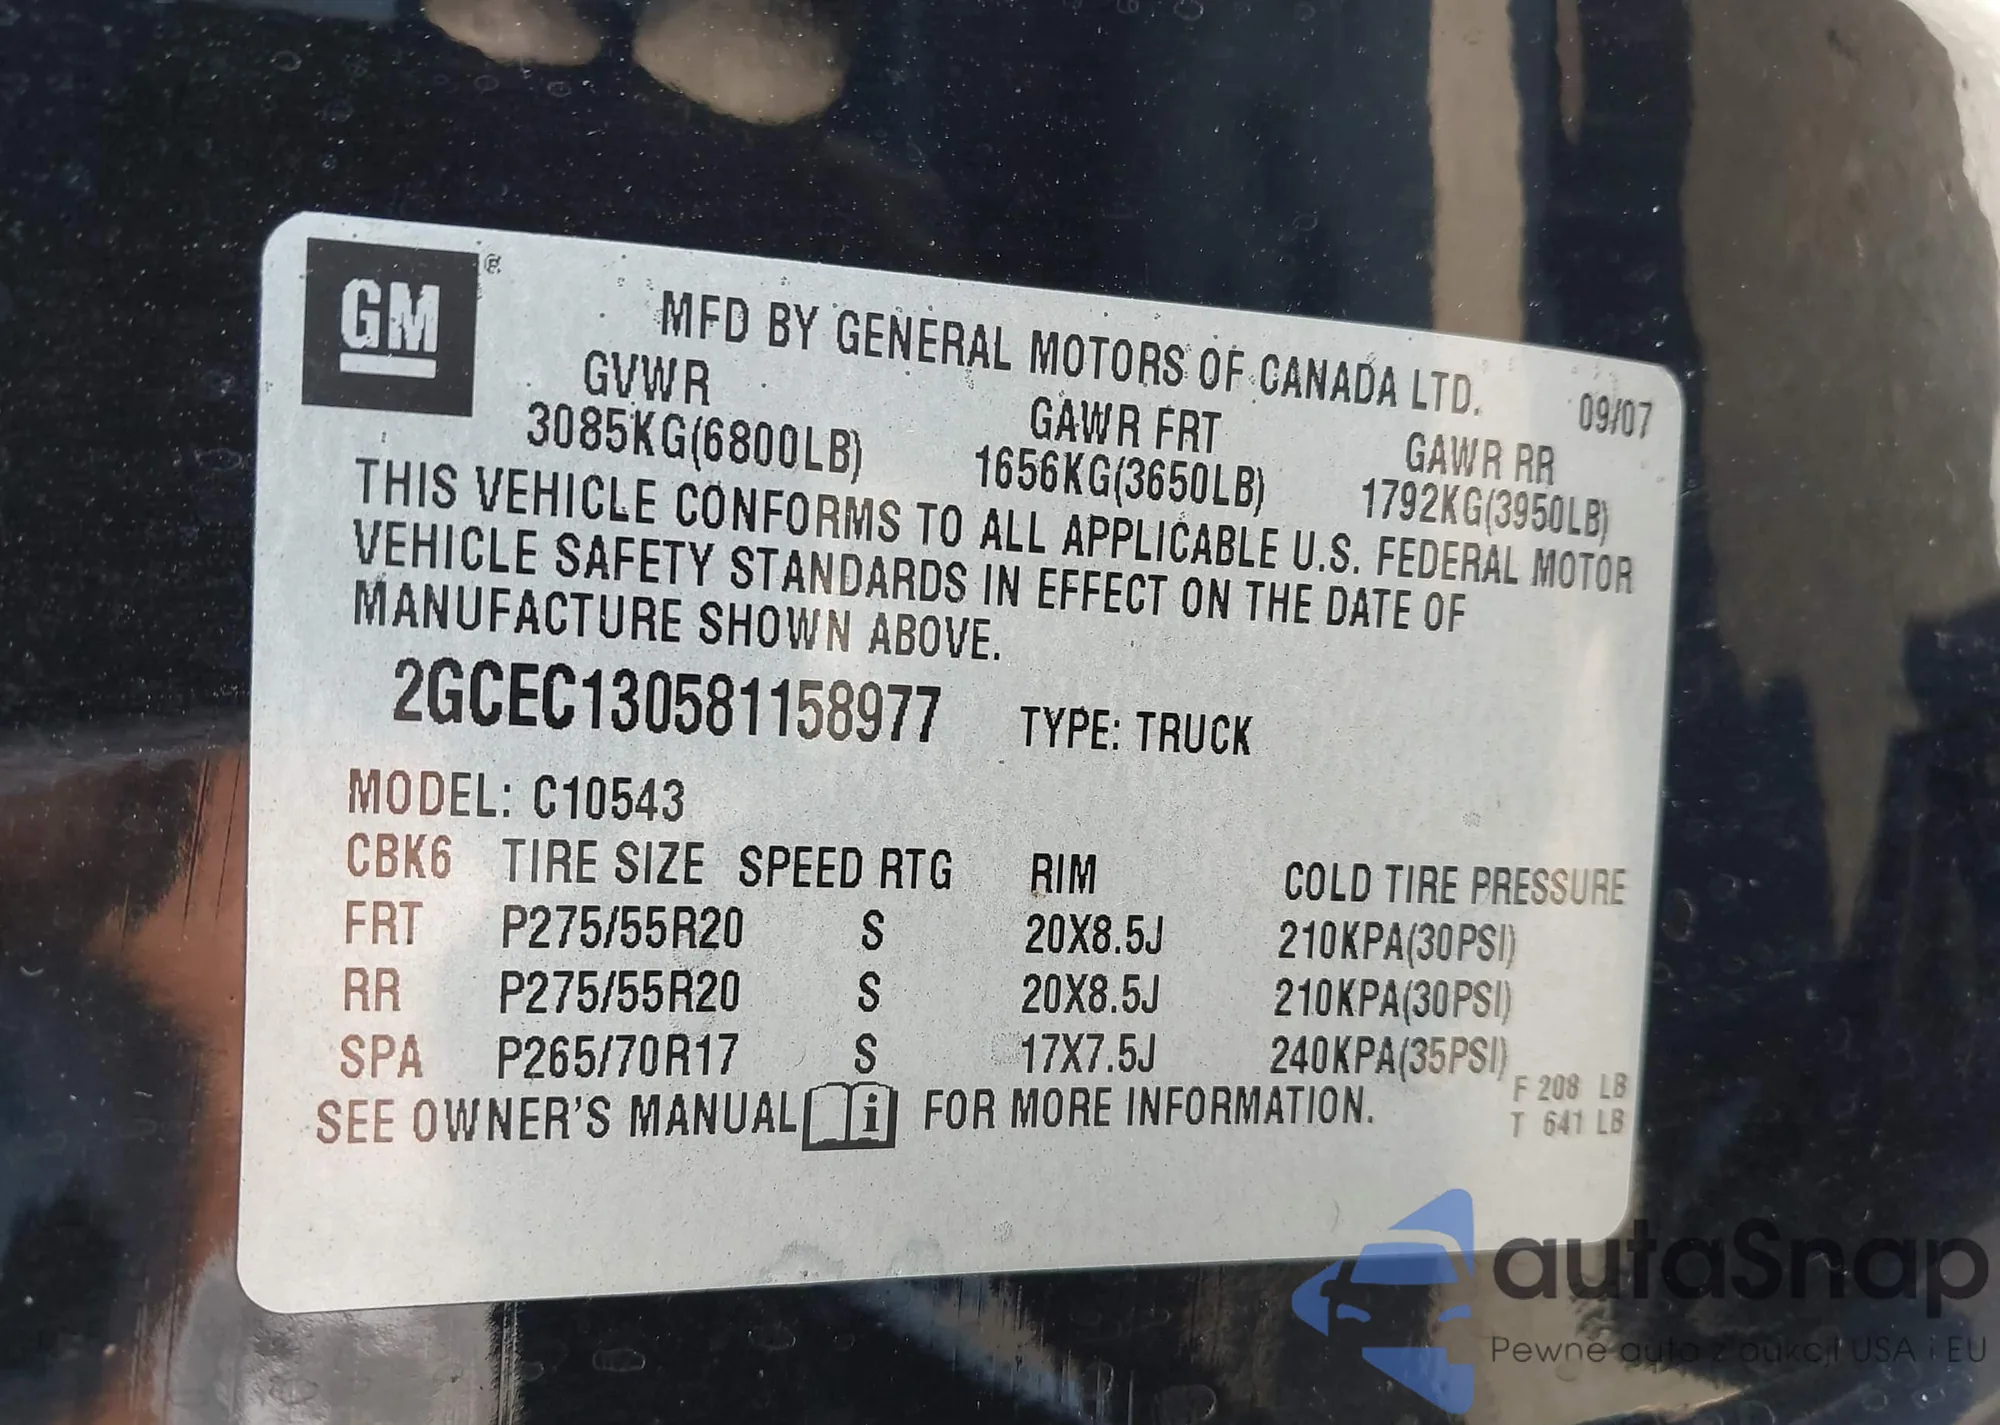 GM®
MFD BY GENERAL MOTORS OF CANADA LTD.
09/07
GVWR GAWR FRT GAWR RR
3085KG(6800LB) 1656KG(3650LB) 1792KG(3950LB)
THIS VEHICLE CONFORMS TO ALL APPLICABLE U.S. FEDERAL MOTOR
VEHICLE SAFETY STANDARDS IN EFFECT ON THE DATE OF
MANUFACTURE SHOWN ABOVE.
2GCEC130581158977 TYPE: TRUCK
MODEL: C10543
CBK6 TIRE SIZE SPEED RTG RIM COLD TIRE PRESSURE
FRT P275/55R20 S 20X8.5J 210KPA(30PSI)
RR P275/55R20 S 20X8.5J 210KPA(30PSI)
SPA P265/70R17 S 17X7.5J 240KPA(35PSI)
F 208 LB
SEE OWNER'S MANUAL i FOR MORE INFORMATION.
T 641 LB
autaSnap
Pewne auta z aukcji USA i EU